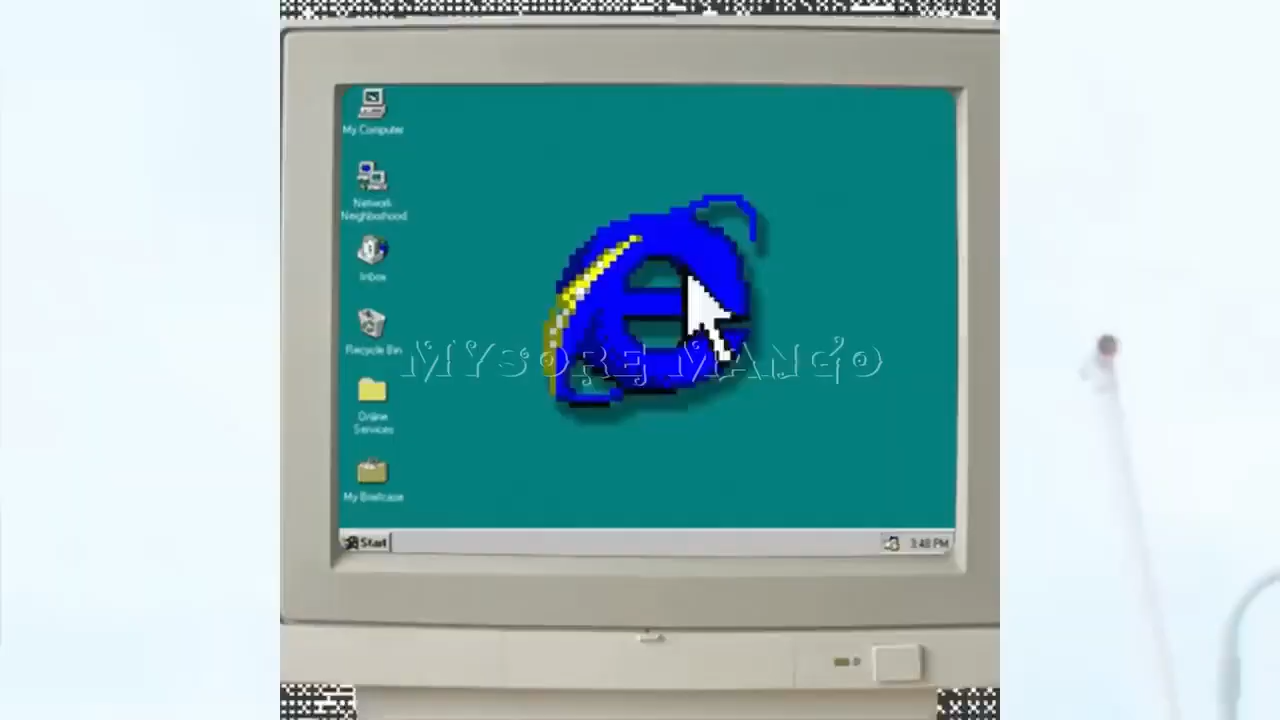 My Computer
Network
Neighborhood
Inbox
Recycle Bin
MYSORE MANGO
Online
Services
My Briefcase
Start
3:48 PM